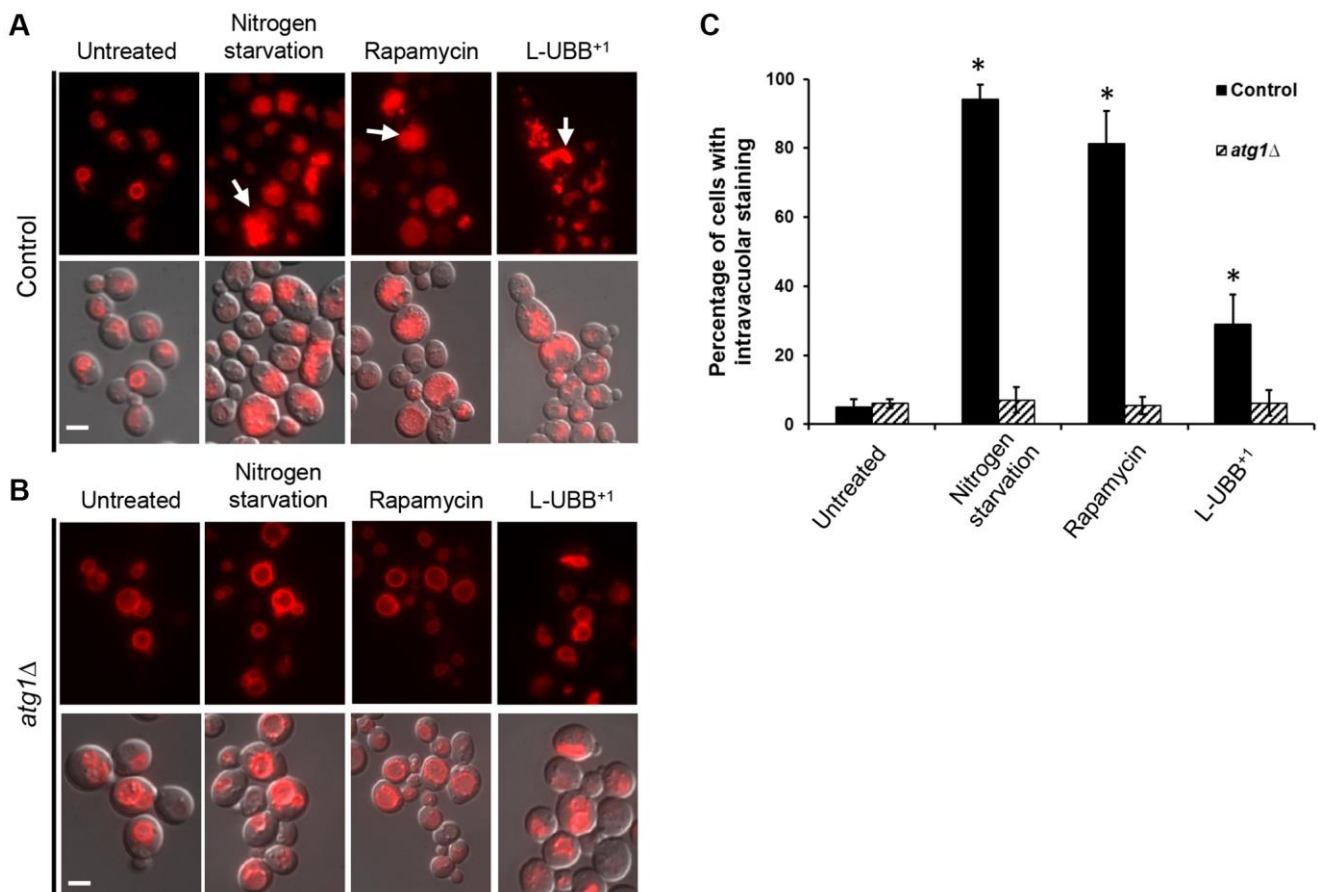 A
Untreated
Nitrogen
starvation
Rapamycin
L-UBB⁺¹
Control
B
Untreated
Nitrogen
starvation
Rapamycin
L-UBB⁺¹
atg1Δ
C
Percentage of cells with
intravacuolar staining
100
80
60
40
20
0
*
*
*
Control
atg1Δ
Untreated
Nitrogen
starvation
Rapamycin
L-UBB⁺¹